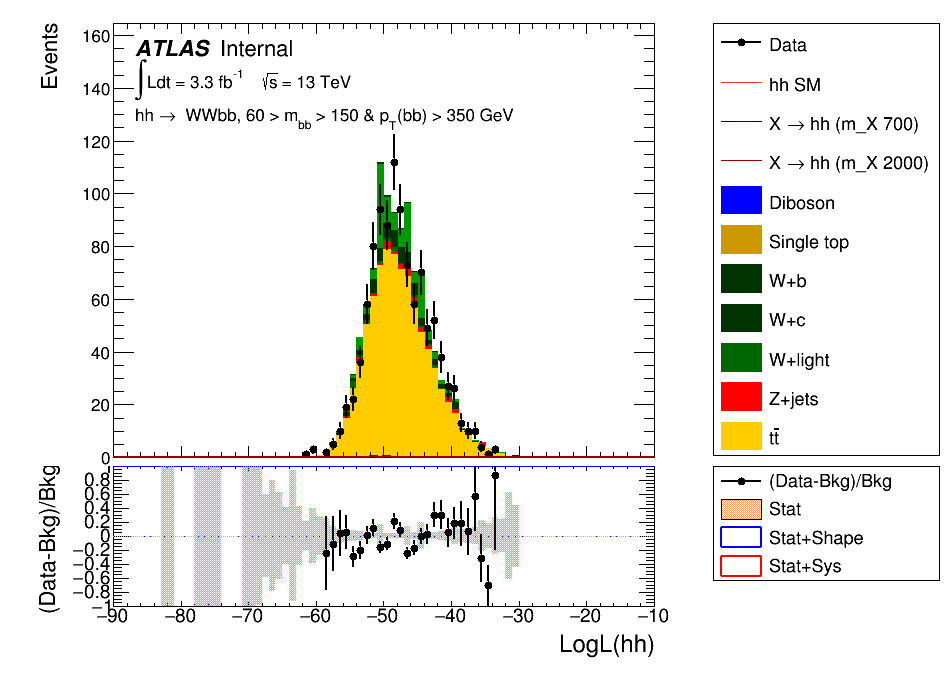 Events
160
140
120
100
80
60
40
20
0
ATLAS Internal
∫Ldt = 3.3 fb⁻¹ √s = 13 TeV
hh → WWbb, 60 > m_bb > 150 & p_T(bb) > 350 GeV
Data
hh SM
X → hh (m_X 700)
X → hh (m_X 2000)
Diboson
Single top
W+b
W+c
W+light
Z+jets
tt̄
(Data-Bkg)/Bkg
0.8
0.6
0.4
0.2
0
−0.2
−0.4
−0.6
−0.8
−1
−90 −80 −70 −60 −50 −40 −30 −20 −10
LogL(hh)
(Data-Bkg)/Bkg
Stat
Stat+Shape
Stat+Sys